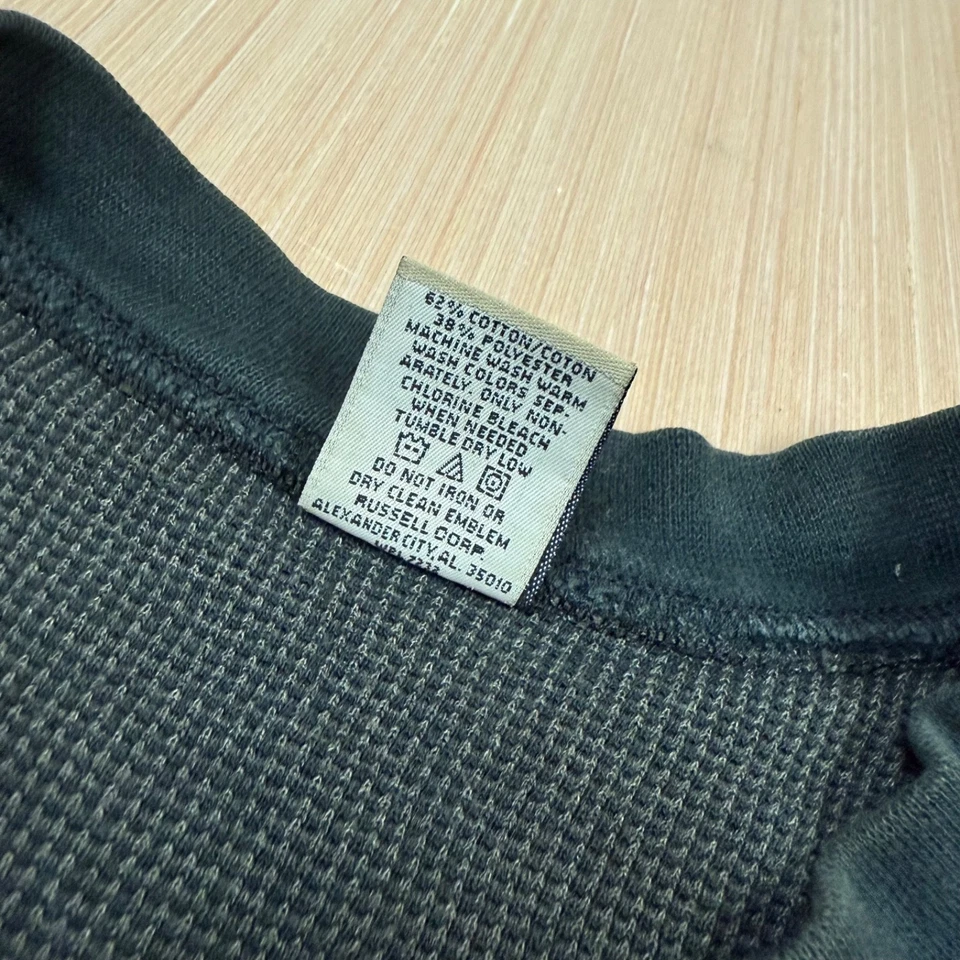 62% COTTON/COTON
38% POLYESTER
MACHINE WASH WARM
WASH COLORS SEP-
ARATELY. ONLY NON-
CHLORINE BLEACH
WHEN NEEDED
TUMBLE DRY LOW
DO NOT IRON OR
DRY CLEAN EMBLEM
RUSSELL CORP.
ALEXANDER CITY, AL. 35010